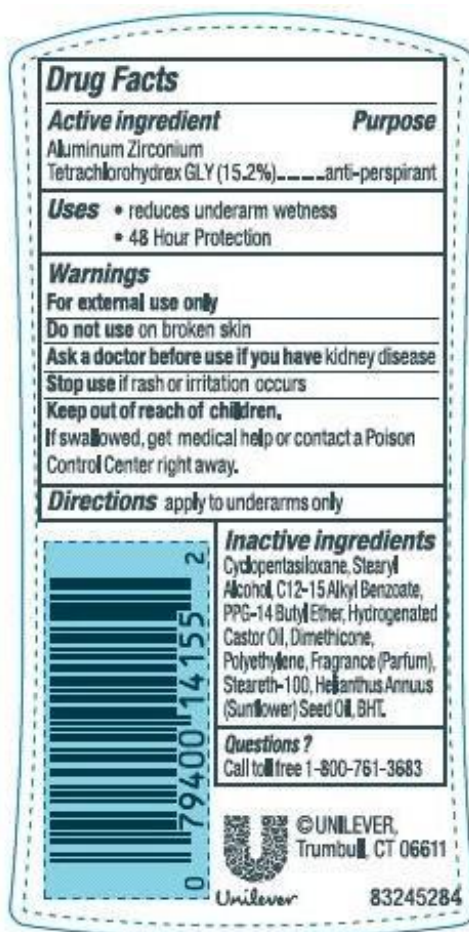 Drug Facts
Active ingredient Purpose
Aluminum Zirconium
Tetrachlorohydrex GLY (15.2%)_____anti-perspirant
Uses • reduces underarm wetness
• 48 Hour Protection
Warnings
For external use only
Do not use on broken skin
Ask a doctor before use if you have kidney disease
Stop use if rash or irritation occurs
Keep out of reach of children.
If swallowed, get medical help or contact a Poison
Control Center right away.
Directions apply to underarms only
Inactive ingredients
Cyclopentasiloxane, Stearyl
Alcohol, C12-15 Alkyl Benzoate,
PPG-14 Butyl Ether, Hydrogenated
Castor Oil, Dimethicone,
Polyethylene, Fragrance (Parfum),
Steareth-100, Helianthus Annuus
(Sunflower) Seed Oil, BHT.
Questions?
Call toll free 1-800-761-3683
0 79400 14155 2
©UNILEVER,
Trumbull, CT 06611
Unilever
83245284